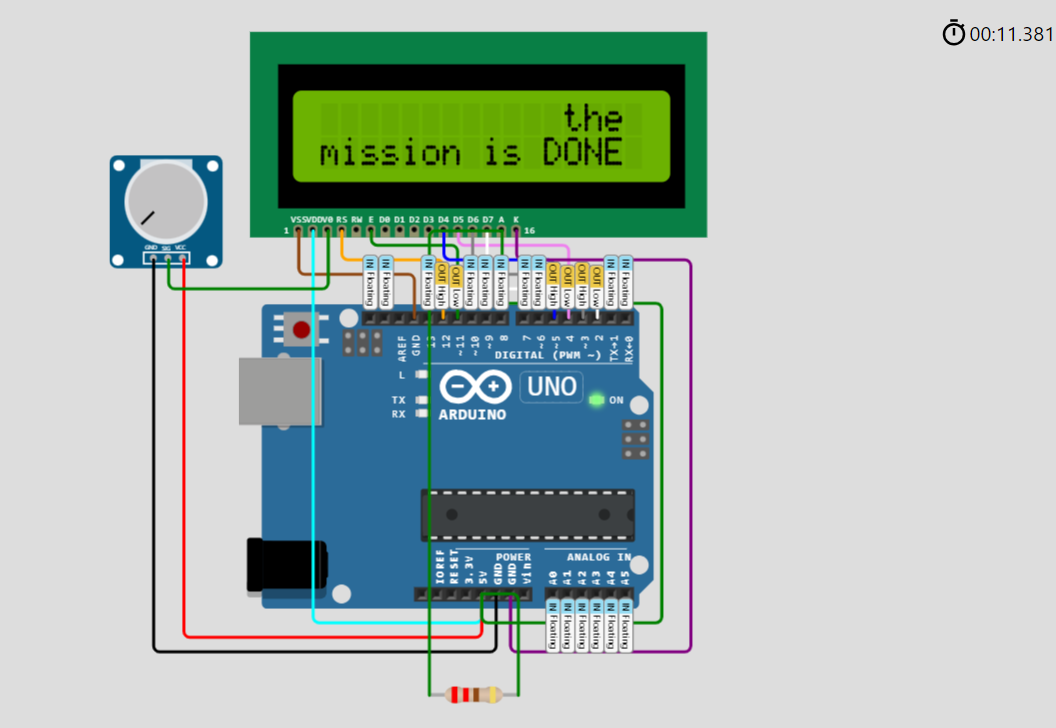 00:11.381
the
mission is DONE
GND SIG VCC
VSS VDD V0 RS RW E D0 D1 D2 D3 D4 D5 D6 D7 A K
1 16
IN Floating
IN Floating
IN Floating
OUT High
OUT Low
IN Floating
IN Floating
IN Floating
IN Floating
IN Floating
OUT High
OUT Low
OUT High
OUT Low
IN Floating
IN Floating
AREF
GND
13
12
~11
~10
~9
8
7
~6
~5
4
~3
2
TX→1
RX←0
DIGITAL (PWM ~)
L
TX
RX
UNO
ARDUINO
ON
POWER
ANALOG IN
IOREF
RESET
3.3V
5V
GND
GND
Vin
A0
A1
A2
A3
A4
A5
IN Floating
IN Floating
IN Floating
IN Floating
IN Floating
IN Floating